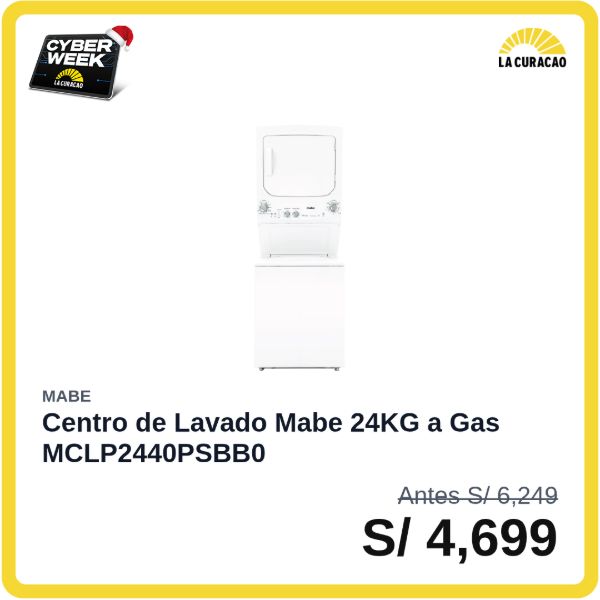 CYBER
WEEK
LA CURACAO
LA CURACAO
MABE
Centro de Lavado Mabe 24KG a Gas
MCLP2440PSBB0
Antes S/ 6,249
S/ 4,699